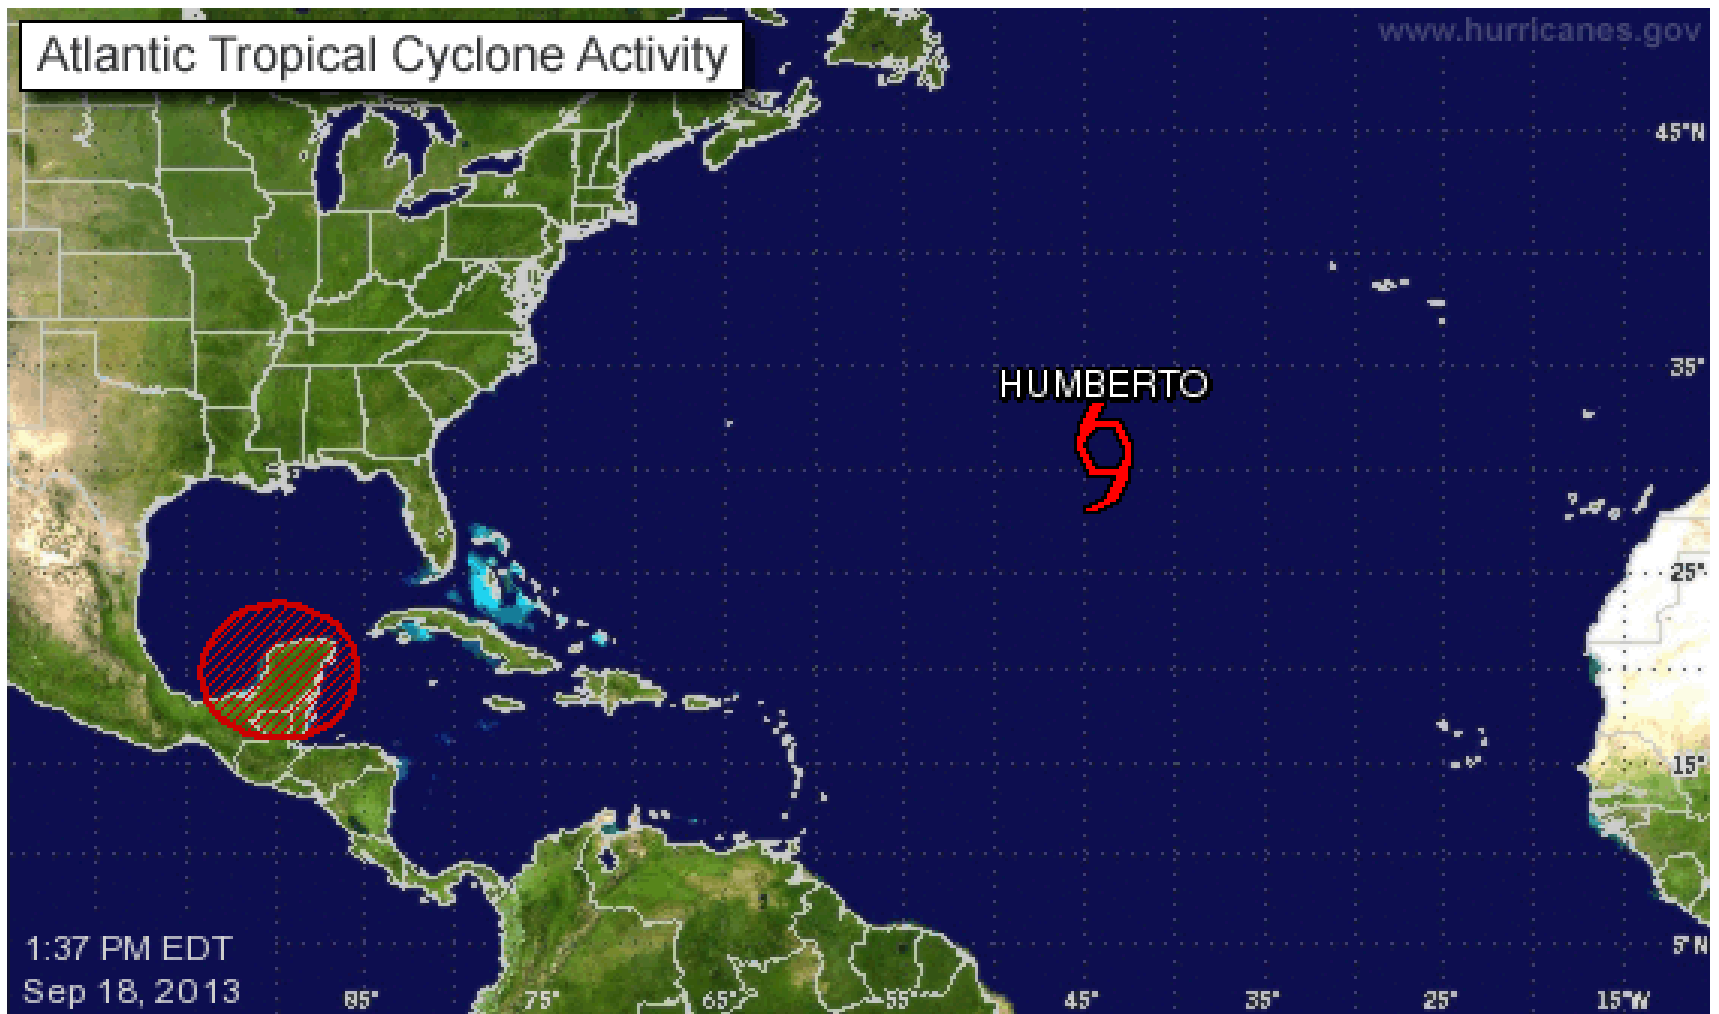 Atlantic Tropical Cyclone Activity
www.hurricanes.gov
45°N
35°
HUMBERTO
25°
15°
5°N
1:37 PM EDT
Sep 18, 2013
85°
75°
65°
55°
45°
35°
25°
15°W